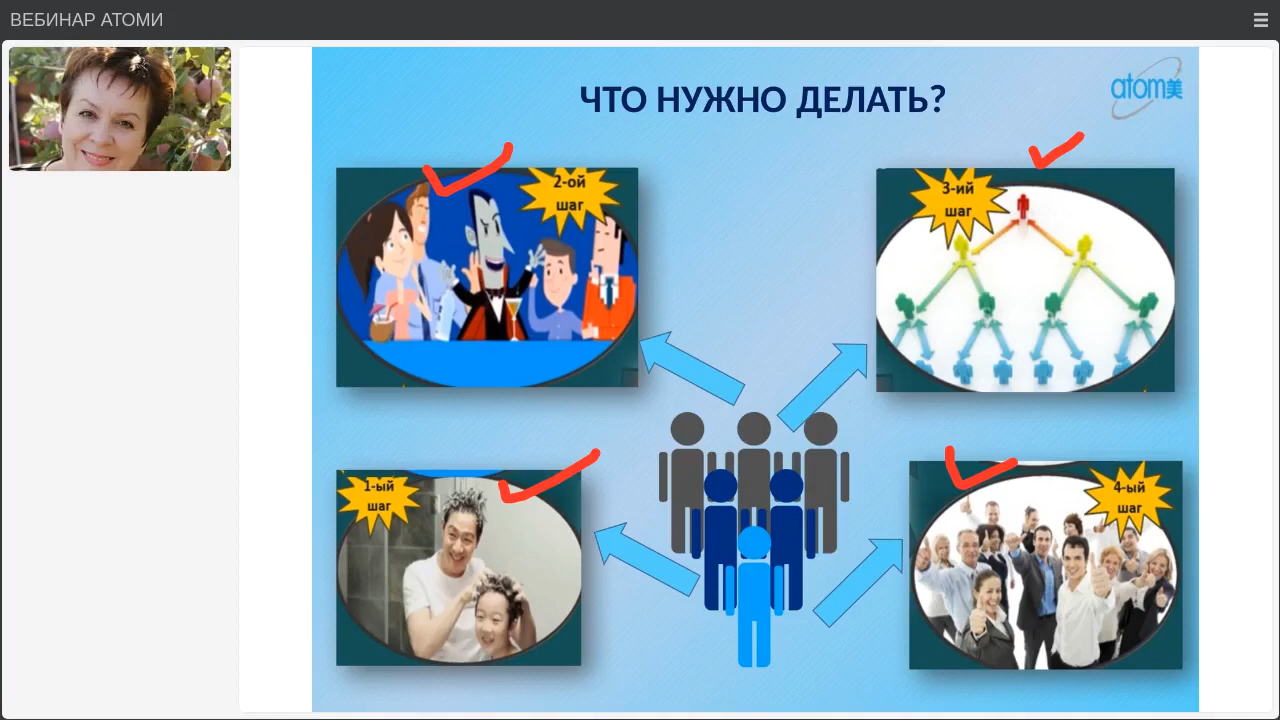 ВЕБИНАР АТОМИ
ЧТО НУЖНО ДЕЛАТЬ?
atom美
2-ой
шаг
3-ий
шаг
1-ый
шаг
4-ый
шаг